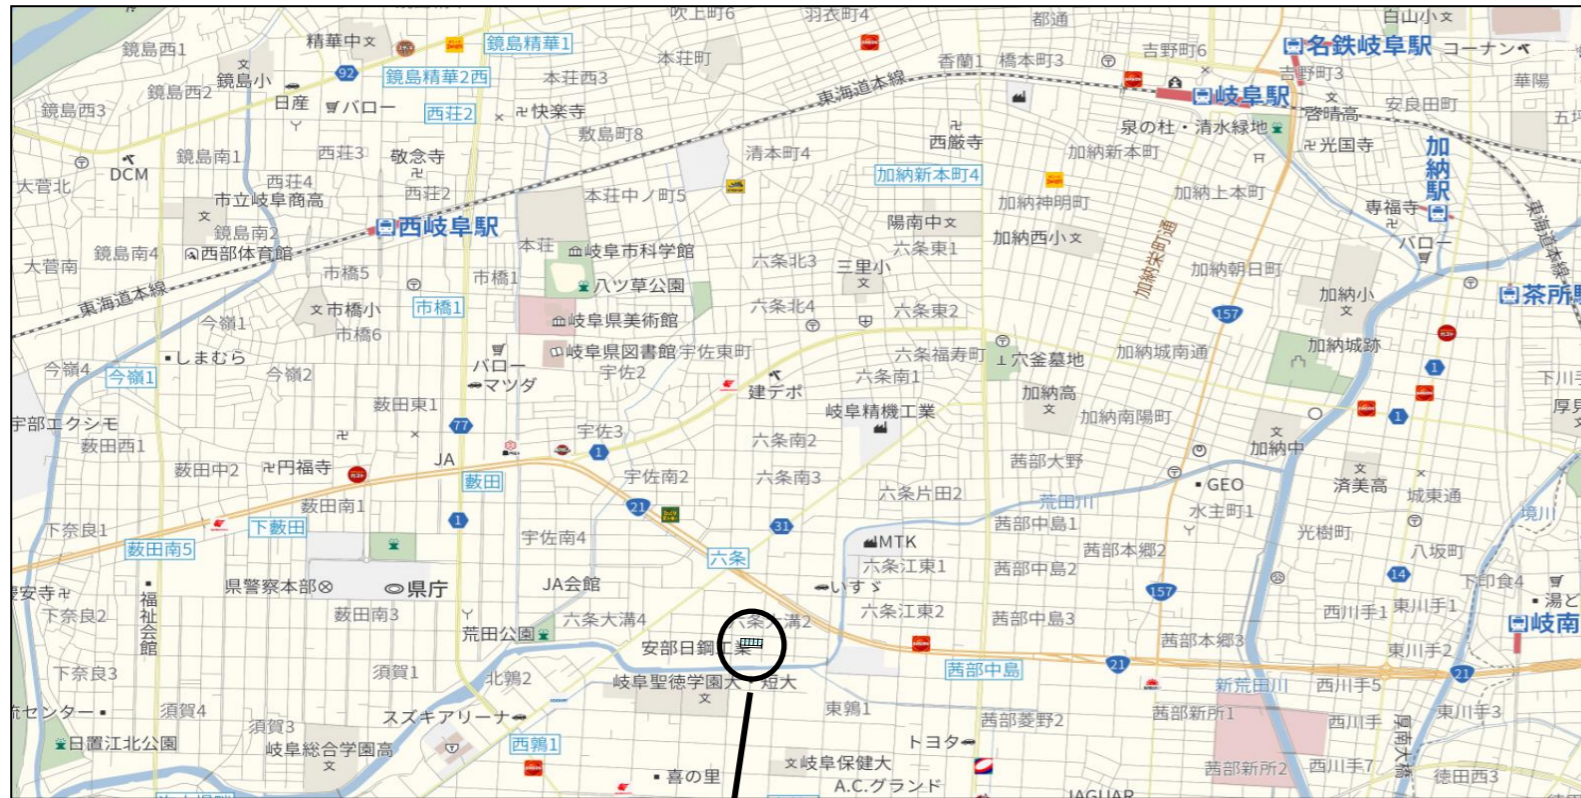 吹上町6
羽衣町4
都通
白山小
鏡島西1
精華中
鏡島精華1
本荘町
吉野町6
名鉄岐阜駅
コーナン
香蘭1
橋本町3
吉野町3
華陽
92
鏡島精華2西
鏡島小
本荘西3
東海道本線
岐阜駅
鏡島西2
鏡島西3
日産
バロー
西荘2
快楽寺
敷島町8
啓晴高
安良田町
泉の杜・清水緑地
西厳寺
光国寺
鏡島南1
西荘3
敬念寺
清本町4
加納新本町
加納駅
DCM
大菅北
西荘4
西荘2
本荘中ノ町5
加納新本町4
加納上本町
市立岐阜商高
加納神明町
専福寺
東海道本線
西岐阜駅
陽南中
鏡島南2
鏡島南4
西部体育館
本荘
岐阜市科学館
六条東1
加納西小
加納栄町通
バロー
大菅南
市橋5
市橋1
六条北3
三里小
加納朝日町
八ツ草公園
東海道本線
市橋小
市橋1
六条北4
六条東2
加納小
茶所駅
今嶺1
市橋6
岐阜県美術館
157
しまむら
岐阜県図書館
宇佐東町
六条福寿町
穴釜墓地
加納城南通
加納城跡
今嶺4
今嶺1
今嶺2
バロー
マツダ
宇佐2
建デポ
六条南1
加納高
1
下川手
宇部エクシモ
薮田東1
岐阜精機工業
加納南陽町
1
厚見
薮田西1
77
宇佐3
六条南2
加納中
薮田中2
円福寺
JA
1
宇佐南2
六条南3
茜部大野
済美高
薮田
六条片田2
荒田川
GEO
城東通
薮田南1
21
水主町1
境川
下奈良1
下薮田
1
31
茜部中島1
光樹町
薮田南5
宇佐南4
六条
MTK
茜部本郷2
八坂町
六条江東1
茜部中島2
14
下印食4
県警察本部
県庁
JA会館
いすゞ
157
湯ど
下奈良2
福祉会館
薮田南3
六条大溝4
六条大溝2
六条江東2
茜部中島3
西川手1
東川手1
荒田公園
安部日鋼工業
茜部本郷3
岐南
東川手2
下奈良3
須賀1
北鶉2
岐阜聖徳学園大・短大
茜部中島
21
新荒田川
西川手5
21
流センター
須賀4
須賀3
スズキアリーナ
東鶉1
茜部菱野2
茜部新所1
西川手
厚南大橋
東川手3
日置江北公園
岐阜総合学園高
西鶉1
トヨタ
喜の里
岐阜保健大
A.C.グランド
茜部新所2
西川手7
徳田西3
JAGUAR